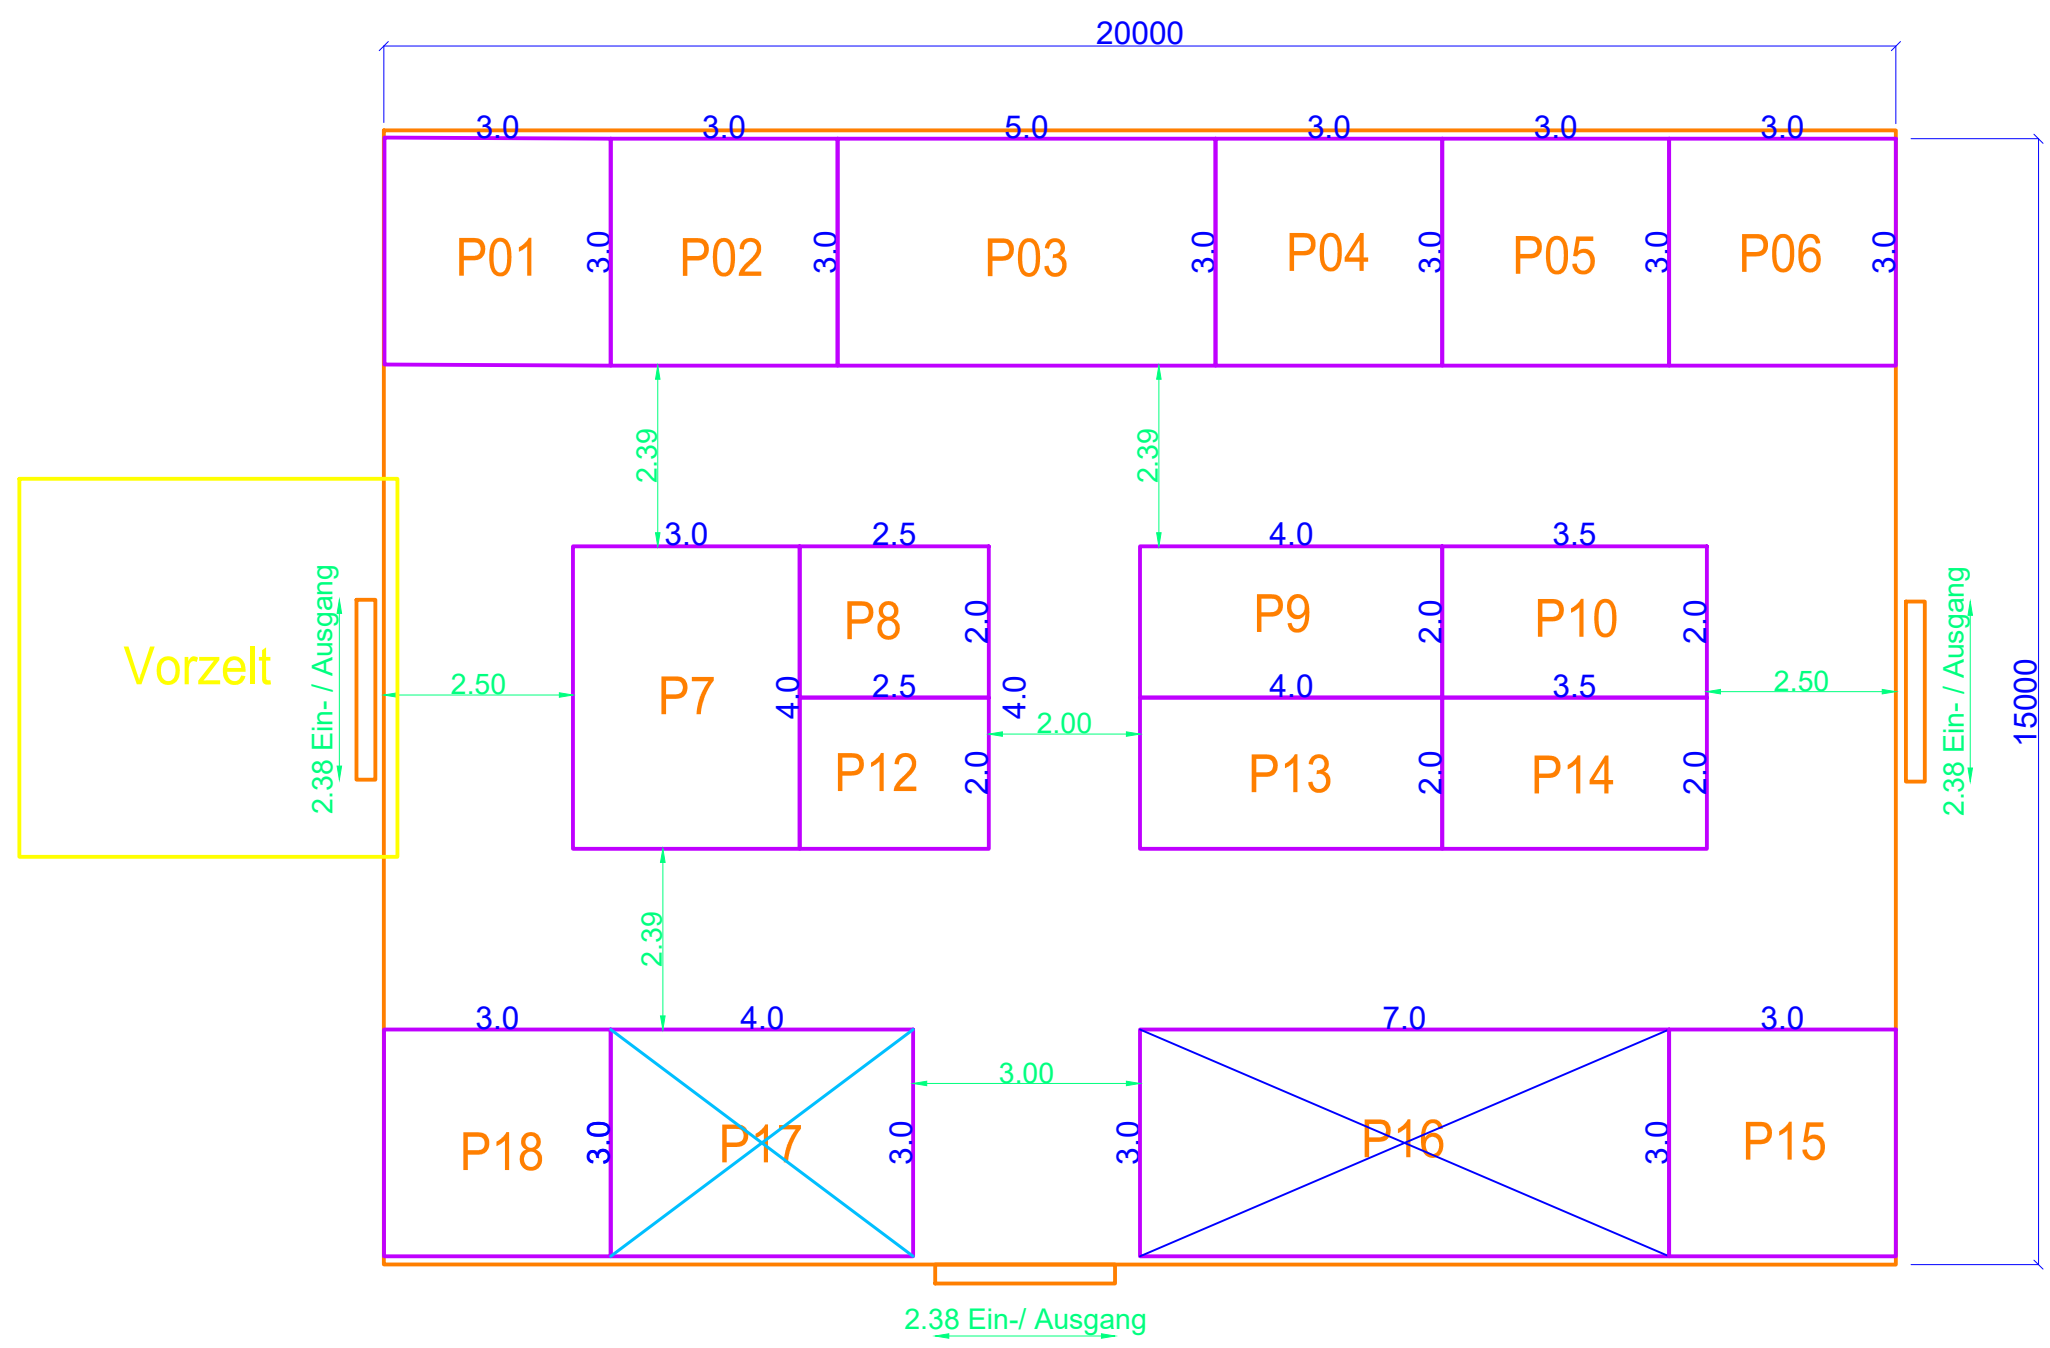 20000
3.0 3.0 5.0 3.0 3.0 3.0
P01 3.0 P02 3.0 P03 3.0 P04 3.0 P05 3.0 P06 3.0
2.39 2.39
3.0 2.5 4.0 3.5
P8 2.0 P9 2.0 P10 2.0
2.38 Ein- / Ausgang
Vorzelt
2.50
P7
4.0
2.5
4.0
4.0
3.5
2.50
2.38 Ein- / Ausgang
15000
2.00
P12 2.0 P13 2.0 P14 2.0
2.39
3.0 4.0 7.0 3.0
3.00
P18 3.0 P17 3.0 3.0 P16 3.0 P15
2.38 Ein-/ Ausgang